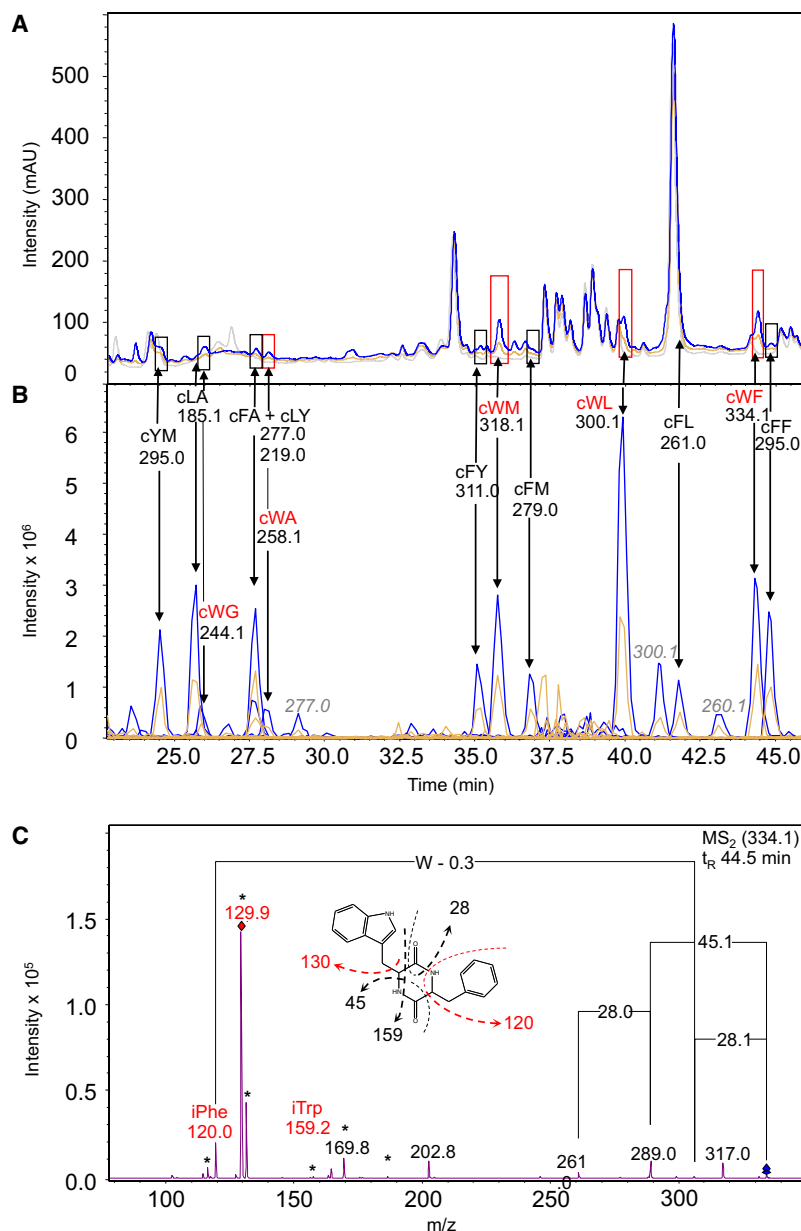 A
Intensity (mAU)
500
400
300
200
100
0
B
cYM
295.0
cLA
185.1
cWG
244.1
cFA + cLY
277.0
219.0
cWA
258.1
277.0
cFY
311.0
cWM
318.1
cFM
279.0
cWL
300.1
300.1
cFL
261.0
260.1
cWF
334.1
cFF
295.0
Intensity x 10⁶
6
5
4
3
2
1
0
25.0 27.5 30.0 32.5 35.0 37.5 40.0 42.5 45.0
Time (min)
C
MS₂ (334.1)
tR 44.5 min
W - 0.3
*
129.9
NH
O
NH
HN
O
28
130
45
159
120
45.1
28.0
28.1
*
iPhe
120.0
*
iTrp
159.2
*
*
169.8
*
202.8
261
.0
289.0
317.0
Intensity x 10⁵
1.5
1.0
0.5
0.0
100 150 200 250 300
m/z